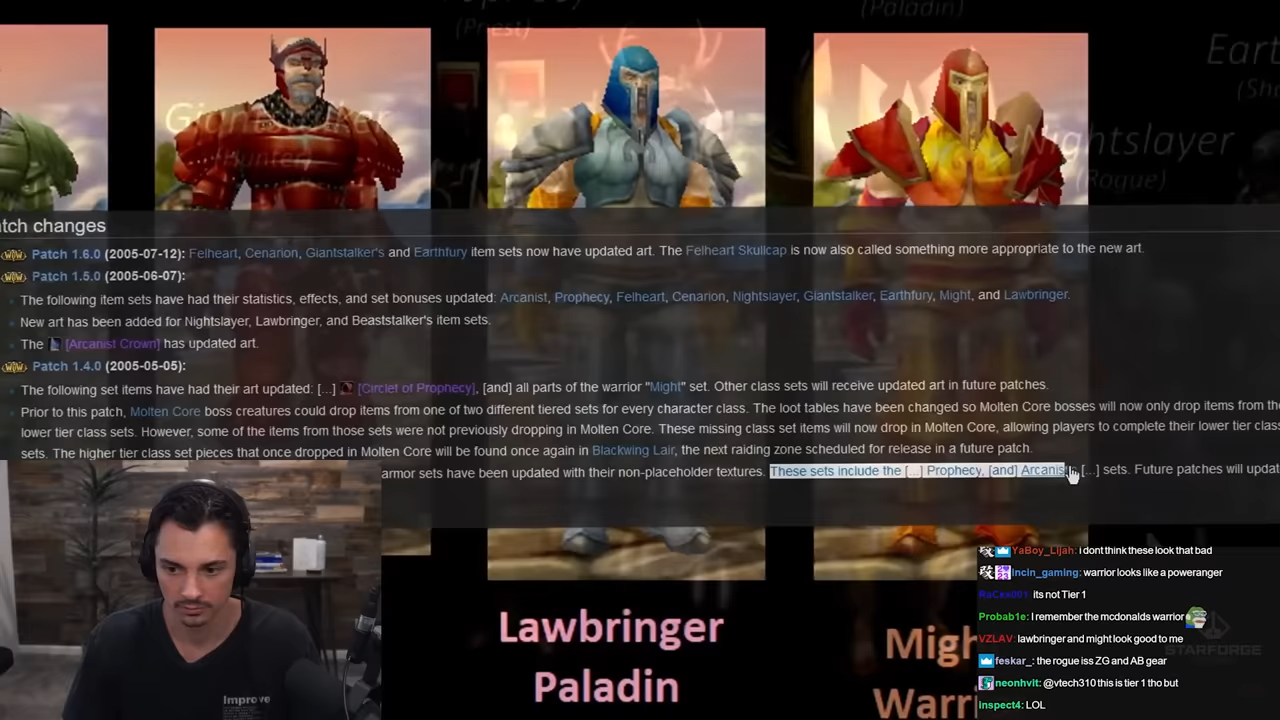 (Priest)
(Paladin)
Giantstalker
(Hunter)
Nightslayer
(Rogue)
Eart
(Sha
atch changes
Patch 1.6.0 (2005-07-12): Felheart, Cenarion, Giantstalker's and Earthfury item sets now have updated art. The Felheart Skullcap is now also called something more appropriate to the new art.
Patch 1.5.0 (2005-06-07):
The following item sets have had their statistics, effects, and set bonuses updated: Arcanist, Prophecy, Felheart, Cenarion, Nightslayer, Giantstalker, Earthfury, Might, and Lawbringer.
New art has been added for Nightslayer, Lawbringer, and Beaststalker's item sets.
The [Arcanist Crown] has updated art.
Patch 1.4.0 (2005-05-05):
The following set items have had their art updated: [...] [Circlet of Prophecy], [and] all parts of the warrior "Might" set. Other class sets will receive updated art in future patches.
Prior to this patch, Molten Core boss creatures could drop items from one of two different tiered sets for every character class. The loot tables have been changed so Molten Core bosses will now only drop items from the
lower tier class sets. However, some of the items from those sets were not previously dropping in Molten Core. These missing class set items will now drop in Molten Core, allowing players to complete their lower tier class
sets. The higher tier class set pieces that once dropped in Molten Core will be found once again in Blackwing Lair, the next raiding zone scheduled for release in a future patch.
armor sets have been updated with their non-placeholder textures. These sets include the [...] Prophecy, [and] Arcanis [...] sets. Future patches will updat
YaBoy_Lijah: i dont think these look that bad
Incin_gaming: warrior looks like a poweranger
its not Tier 1
Probab1e: I remember the mcdonalds warrior
VZLAV: lawbringer and might look good to me
feskar_: the rogue iss ZG and AB gear
neonhvlt: @vtech310 this is tier 1 tho but
Inspect4: LOL
STARFORGE
Improve
Lawbringer
Paladin
Migh
Warri